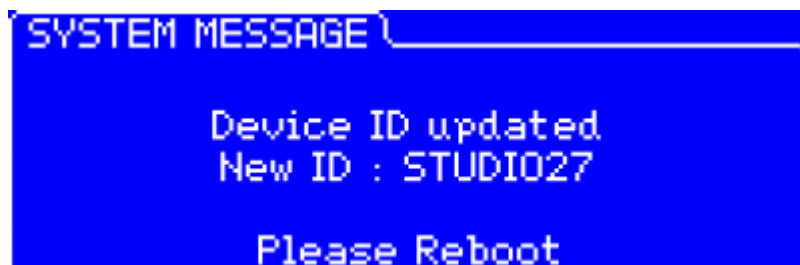 SYSTEM MESSAGE
Device ID updated
New ID : STUDIO27
Please Reboot